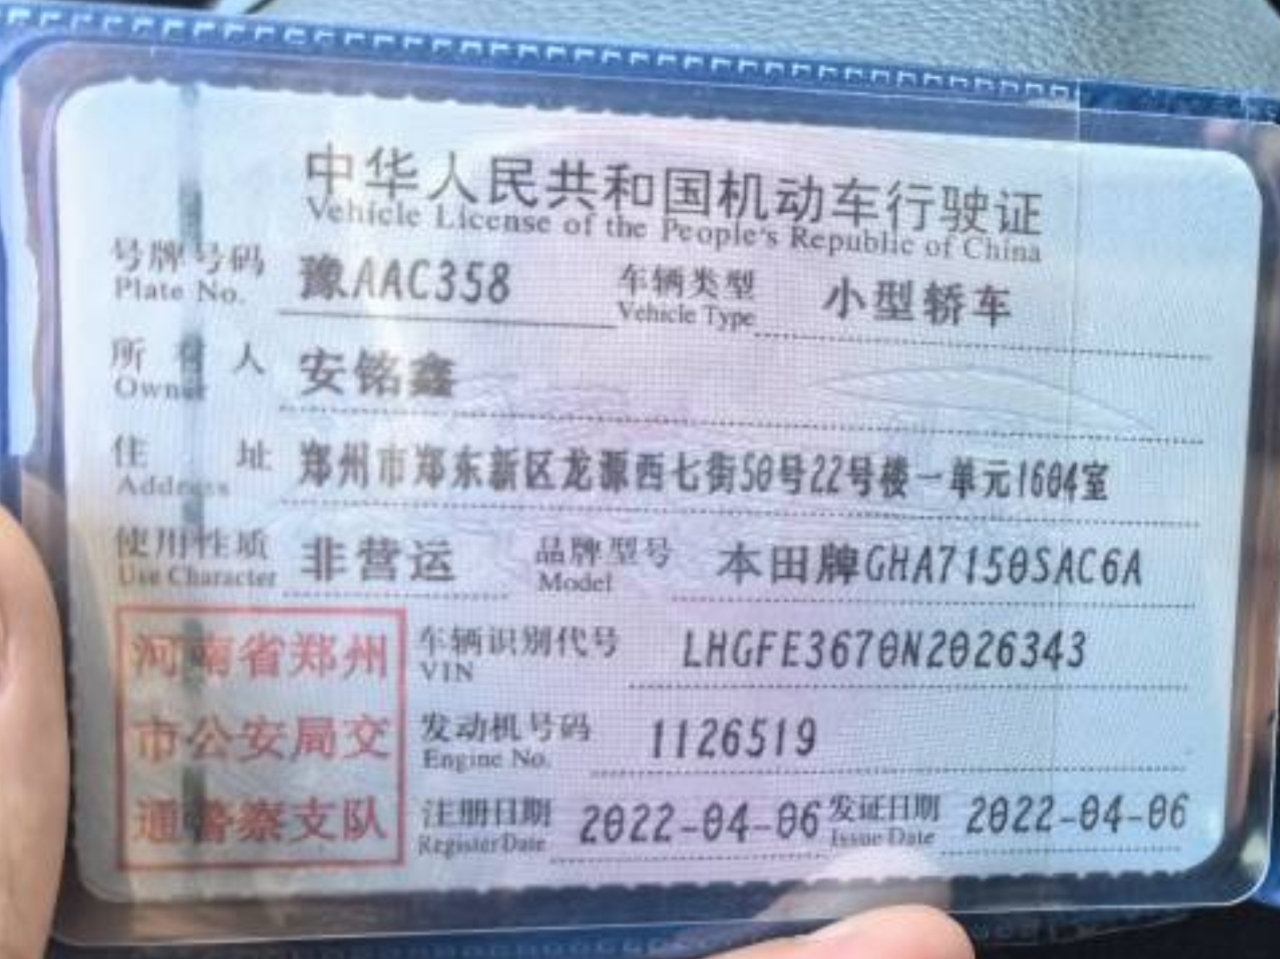 中华人民共和国机动车行驶证
Vehicle License of the People's Republic of China
号牌号码 豫AAC358 车辆类型 小型轿车
Plate No. Vehicle Type
所有人 安铭鑫
Owner
住址 郑州市郑东新区龙源西七街50号22号楼一单元1604室
Address
使用性质 非营运 品牌型号 本田牌GHA7150SAC6A
Use Character Model
河南省郑州
市公安局交
通警察支队
车辆识别代号 LHGFE3670N2026343
VIN
发动机号码 1126519
Engine No.
注册日期 2022-04-06 发证日期 2022-04-06
Register Date Issue Date